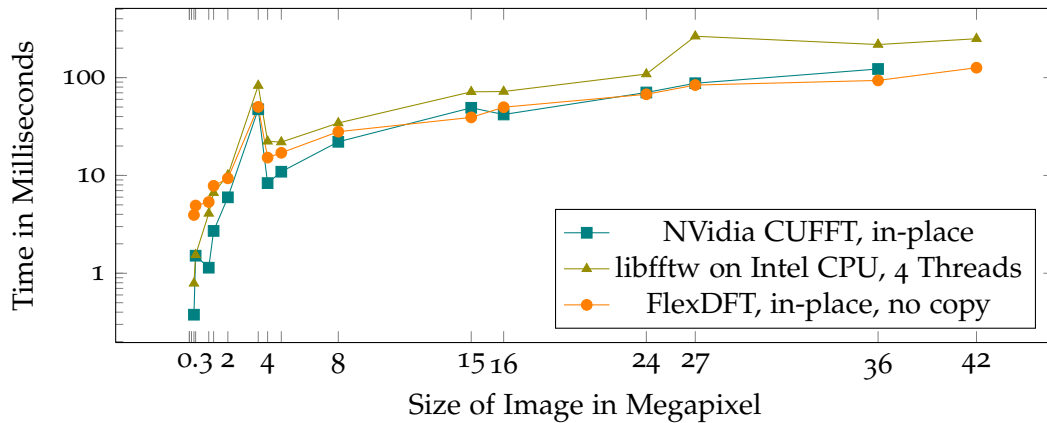 Time in Milliseconds
100
10
1
0.3 2 4 8 15 16 24 27 36 42
Size of Image in Megapixel
NVidia CUFFT, in-place
libfftw on Intel CPU, 4 Threads
FlexDFT, in-place, no copy